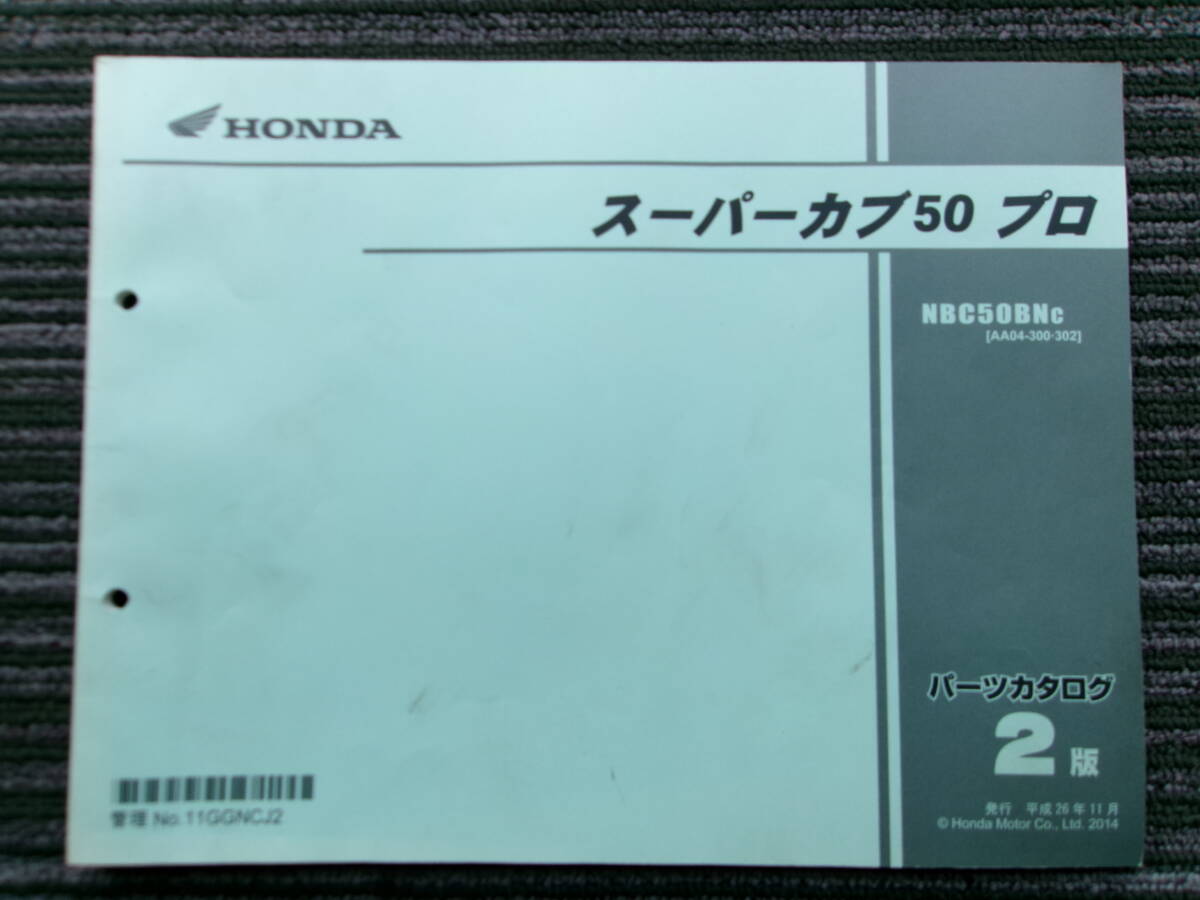 HONDA
スーパーカブ50 プロ
NBC50BNC
[AA04-300·302]
パーツカタログ
2版
発行 平成26年11月
© Honda Motor Co., Ltd. 2014
管理 No.11GGNCJ2